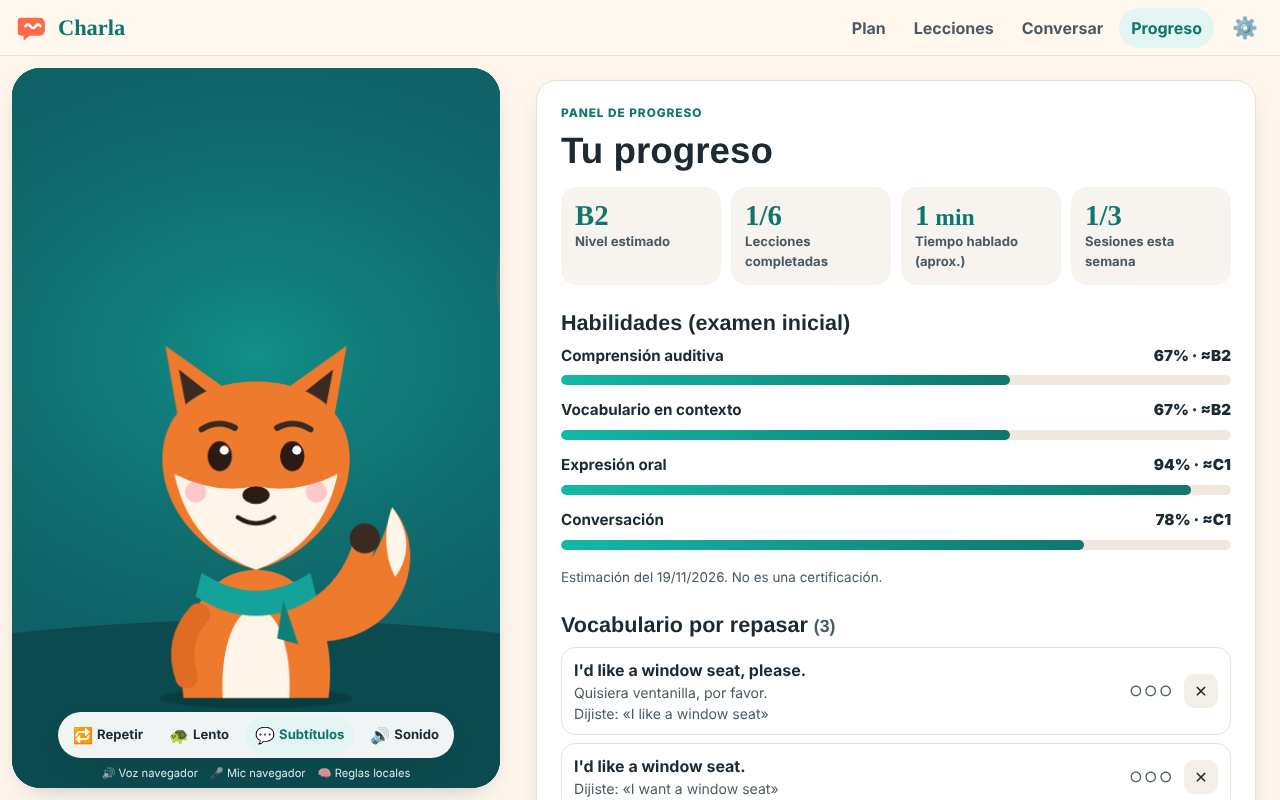 Charla
Plan
Lecciones
Conversar
Progreso
PANEL DE PROGRESO
Tu progreso
B2
Nivel estimado
1/6
Lecciones
completadas
1 min
Tiempo hablado
(aprox.)
1/3
Sesiones esta
semana
Habilidades (examen inicial)
Comprensión auditiva
67% · ≈B2
Vocabulario en contexto
67% · ≈B2
Expresión oral
94% · ≈C1
Conversación
78% · ≈C1
Estimación del 19/11/2026. No es una certificación.
Vocabulario por repasar (3)
I'd like a window seat, please.
Quisiera ventanilla, por favor.
Dijiste: «I like a window seat»
I'd like a window seat.
Dijiste: «I want a window seat»
Repetir
Lento
Subtítulos
Sonido
Voz navegador
Mic navegador
Reglas locales